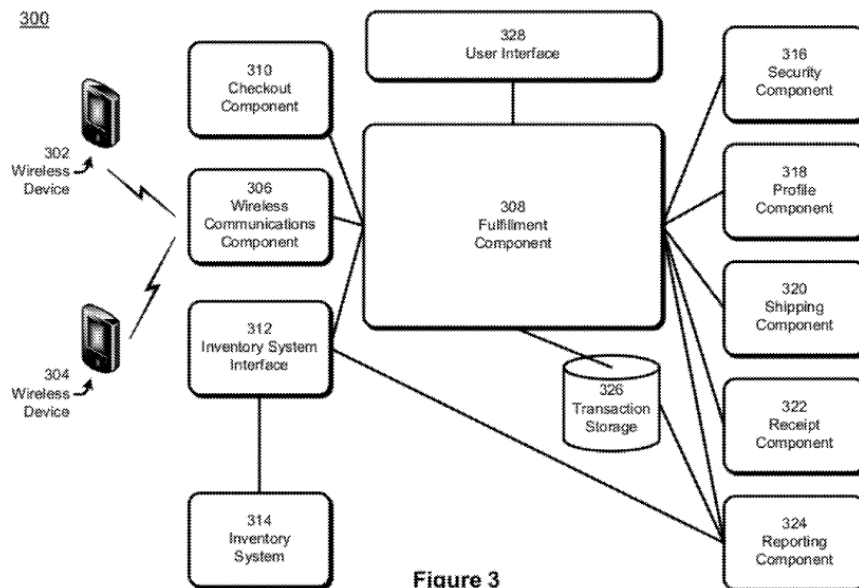 300
310
Checkout
Component
328
User Interface
316
Security
Component
302
Wireless
Device
306
Wireless
Communications
Component
308
Fulfillment
Component
318
Profile
Component
304
Wireless
Device
312
Inventory System
Interface
320
Shipping
Component
326
Transaction
Storage
322
Receipt
Component
314
Inventory
System
324
Reporting
Component
Figure 3